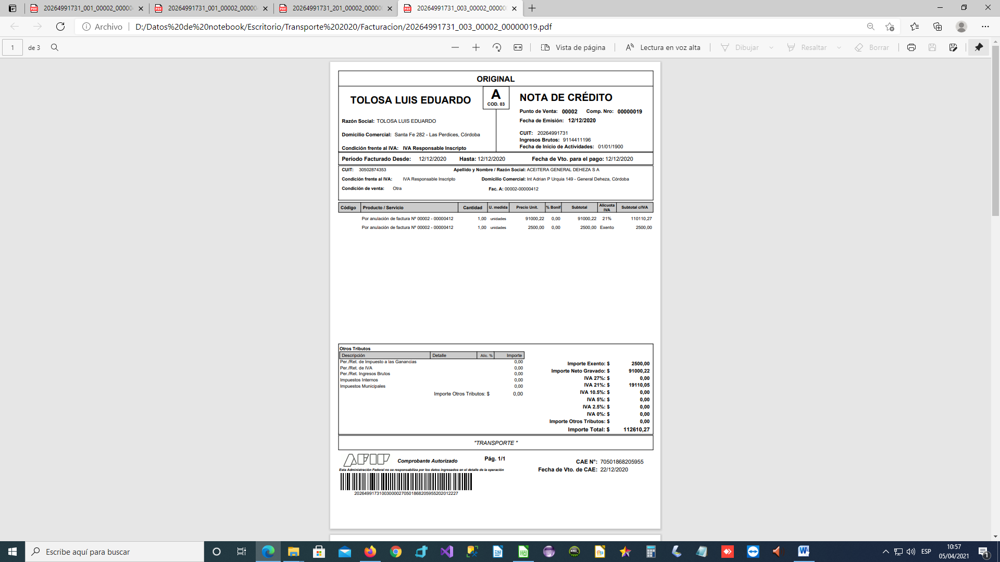 20264991731_001_00002_0000
20264991731_001_00002_0000
20264991731_201_00002_00000
20264991731_003_00002_00000
Archivo D:/Datos%20de%20notebook/Escritorio/Transporte%202020/Facturacion/20264991731_003_00002_00000019.pdf
1 de 3 Vista de página Lectura en voz alta Dibujar Resaltar Borrar
ORIGINAL
TOLOSA LUIS EDUARDO
A
COD. 03
NOTA DE CRÉDITO
Punto de Venta: 00002 Comp. Nro: 00000019
Razón Social: TOLOSA LUIS EDUARDO
Fecha de Emisión: 12/12/2020
Domicilio Comercial: Santa Fe 282 - Las Perdices, Córdoba
CUIT: 20264991731
Ingresos Brutos: 9114411196
Condición frente al IVA: IVA Responsable Inscripto
Fecha de Inicio de Actividades: 01/01/1900
Período Facturado Desde: 12/12/2020 Hasta: 12/12/2020 Fecha de Vto. para el pago: 12/12/2020
CUIT: 30502874353 Apellido y Nombre / Razón Social: ACEITERA GENERAL DEHEZA S A
Condición frente al IVA: IVA Responsable Inscripto Domicilio Comercial: Int Adrian P Urquia 149 - General Deheza, Córdoba
Condición de venta: Otra Fac. A: 00002-00000412
Código Producto / Servicio Cantidad U. medida Precio Unit. % Bonif Subtotal Alicuota IVA Subtotal c/IVA
Por anulación de factura Nº 00002 - 00000412 1,00 unidades 91000,22 0,00 91000,22 21% 110110,27
Por anulación de factura Nº 00002 - 00000412 1,00 unidades 2500,00 0,00 2500,00 Exento 2500,00
Otros Tributos
Descripción Detalle Alíc. % Importe
Per./Ret. de Impuesto a las Ganancias 0,00
Per./Ret. de IVA 0,00
Per./Ret. Ingresos Brutos 0,00
Impuestos Internos 0,00
Impuestos Municipales 0,00
Importe Otros Tributos: $ 0,00
Importe Exento: $ 2500,00
Importe Neto Gravado: $ 91000,22
IVA 27%: $ 0,00
IVA 21%: $ 19110,05
IVA 10.5%: $ 0,00
IVA 5%: $ 0,00
IVA 2.5%: $ 0,00
IVA 0%: $ 0,00
Importe Otros Tributos: $ 0,00
Importe Total: $ 112610,27
"TRANSPORTE "
AFIP Comprobante Autorizado Pág. 1/1
CAE N°: 70501868205955
Fecha de Vto. de CAE: 22/12/2020
Esta Administración Federal no se responsabiliza por los datos ingresados en el detalle de la operación
202649917310030000270501868205955202012227
Escribe aquí para buscar
ESP
10:57
05/04/2021
1